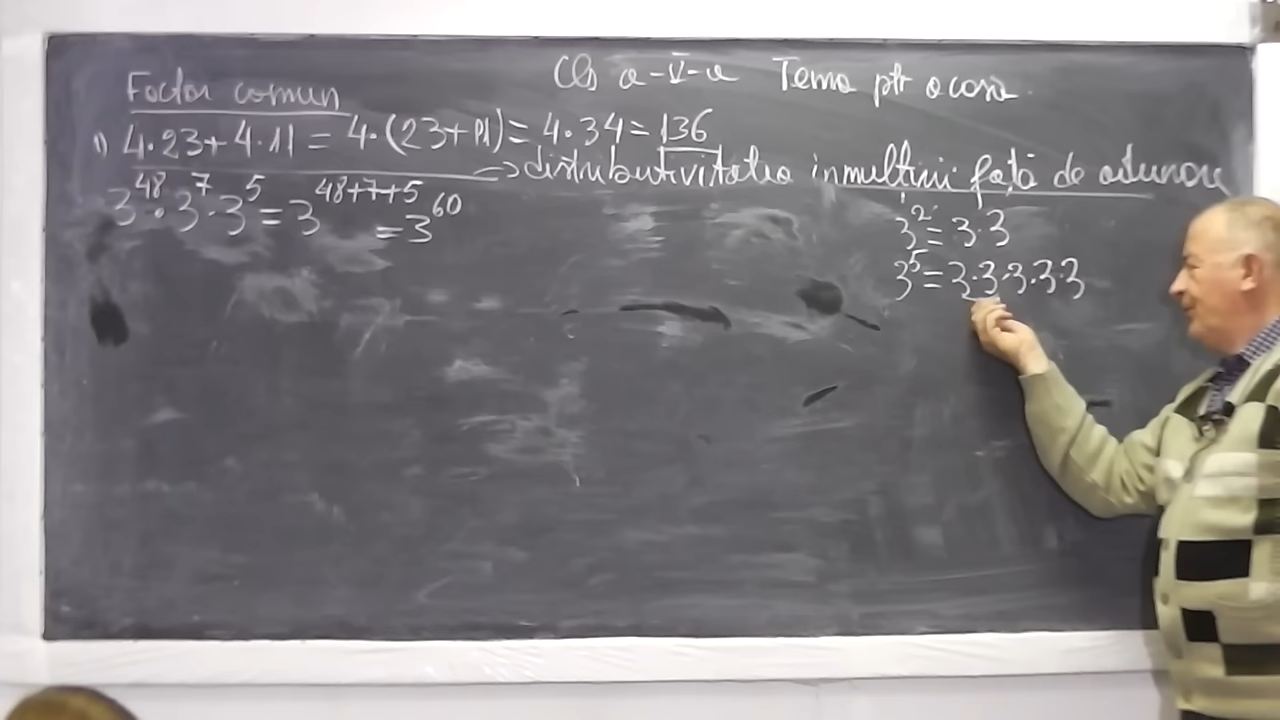 Cls a-V-a Tema ptr acasa
Factor comun
1) 4·23+4·11 = 4·(23+11) = 4·34 = 136
→ distributivitatea inmultirii față de adunare
3^48·3^7·3^5 = 3^48+7+5 = 3^60
3^2 = 3·3
3^5 = 3·3·3·3·3